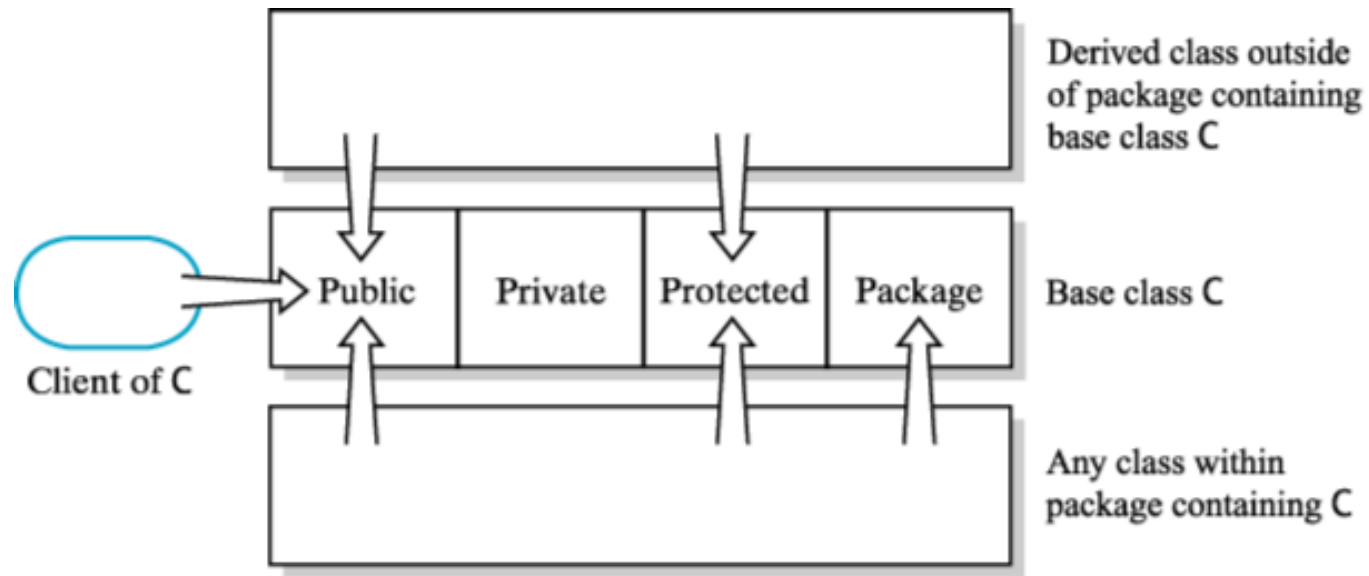 Derived class outside
of package containing
base class C
Public
Private
Protected
Package
Base class C
Client of C
Any class within
package containing C